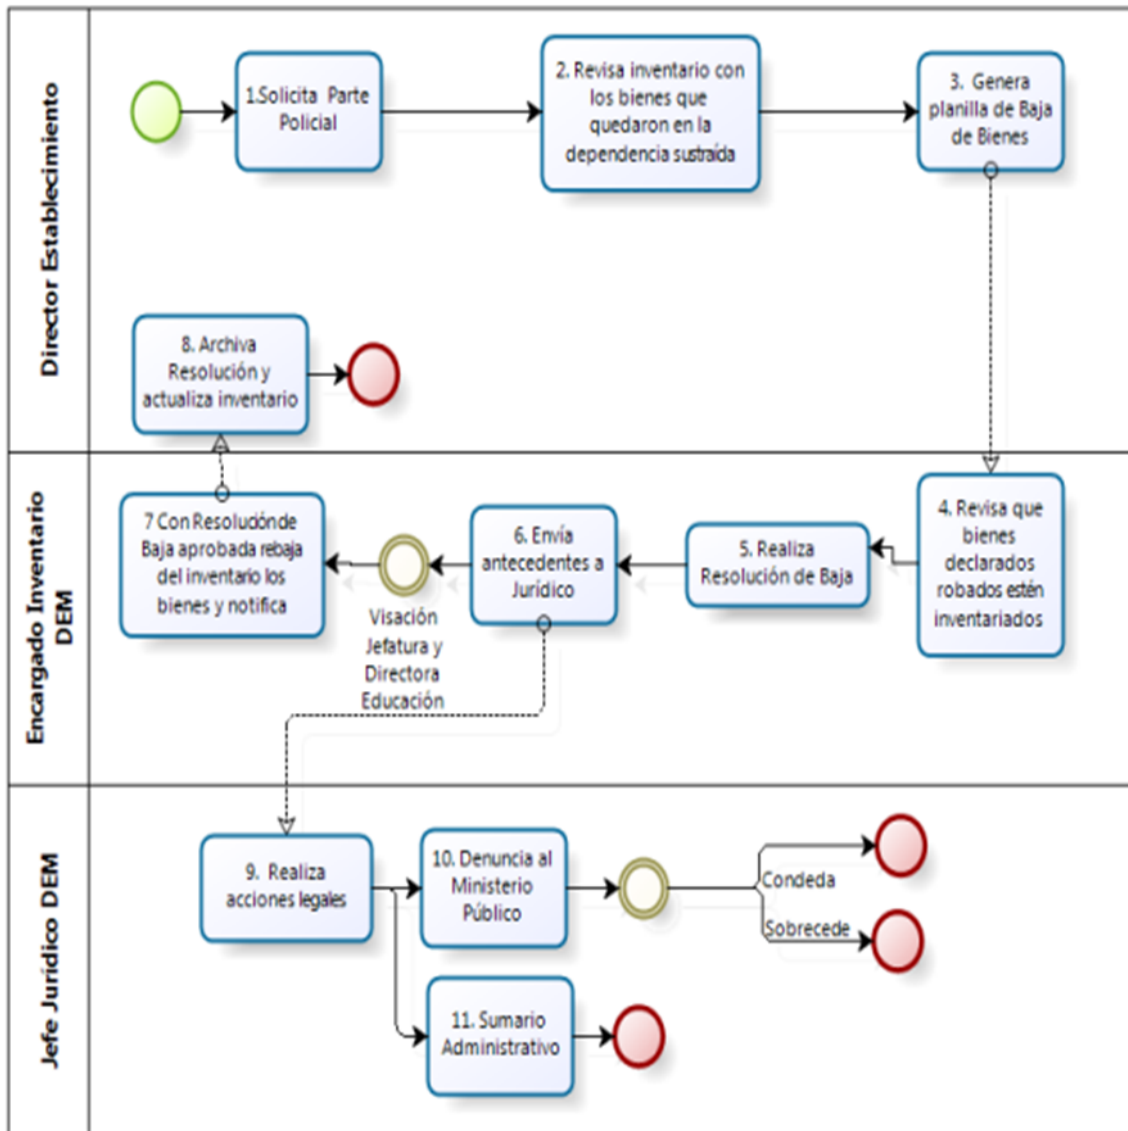 Director Establecimiento
1.Solicita Parte
Policial
2. Revisa inventario con
los bienes que
quedaron en la
dependencia sustraída
3. Genera
planilla de Baja
de Bienes
8. Archiva
Resolución y
actualiza inventario
Encargado Inventario
DEM
4. Revisa que
bienes
declarados
robados estén
inventariados
5. Realiza
Resolución de Baja
6. Envía
antecedentes a
Jurídico
Visación
Jefatura y
Directora
Educación
7 Con Resoluciónde
Baja aprobada rebaja
del inventario los
bienes y notifica
Jefe Jurídico DEM
9. Realiza
acciones legales
10. Denuncia al
Ministerio
Público
Condeda
Sobrecede
11. Sumario
Administrativo